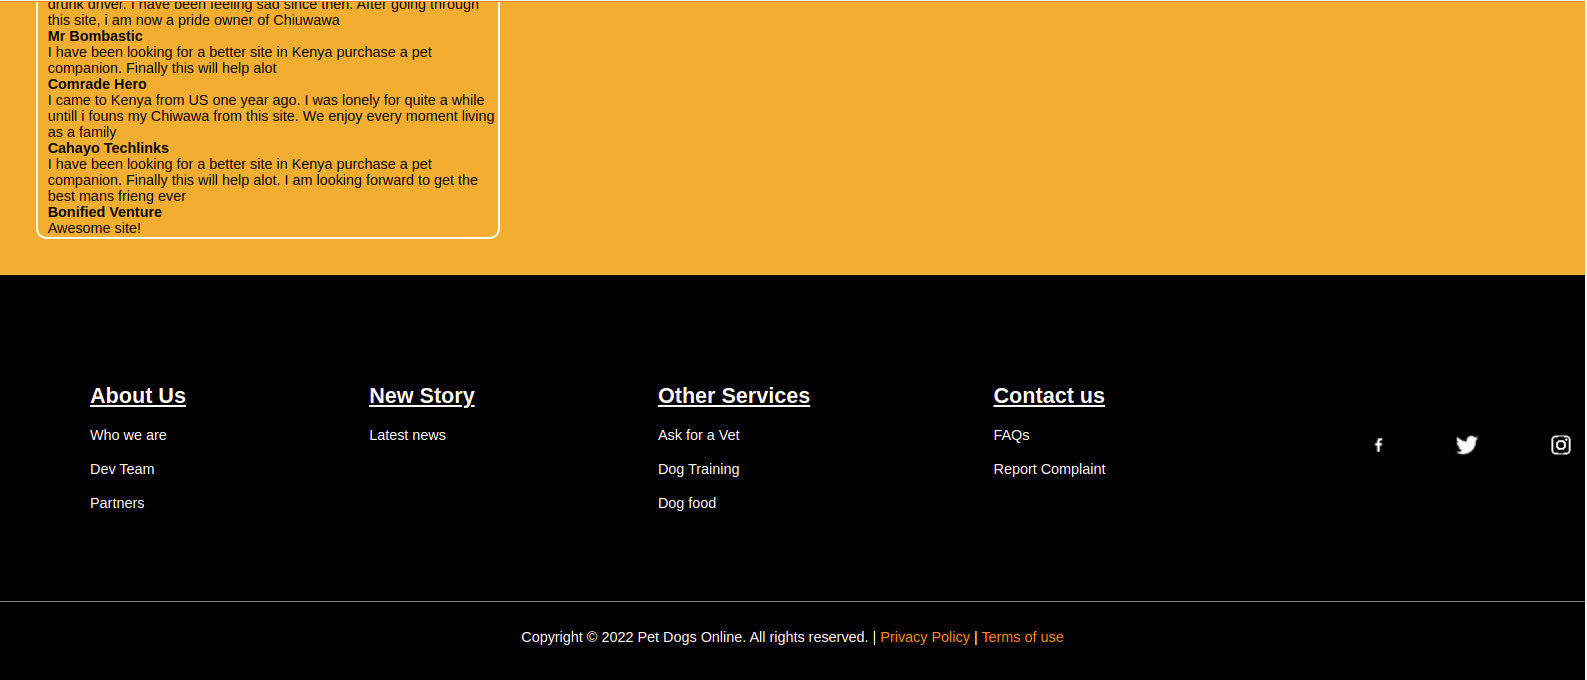 drunk driver. I have been feeling sad since then. After going through
this site, i am now a pride owner of Chiuwawa
Mr Bombastic
I have been looking for a better site in Kenya purchase a pet
companion. Finally this will help alot
Comrade Hero
I came to Kenya from US one year ago. I was lonely for quite a while
untill i founs my Chiwawa from this site. We enjoy every moment living
as a family
Cahayo Techlinks
I have been looking for a better site in Kenya purchase a pet
companion. Finally this will help alot. I am looking forward to get the
best mans frieng ever
Bonified Venture
Awesome site!
About Us
Who we are
Dev Team
Partners
New Story
Latest news
Other Services
Ask for a Vet
Dog Training
Dog food
Contact us
FAQs
Report Complaint
Copyright © 2022 Pet Dogs Online. All rights reserved. | Privacy Policy | Terms of use